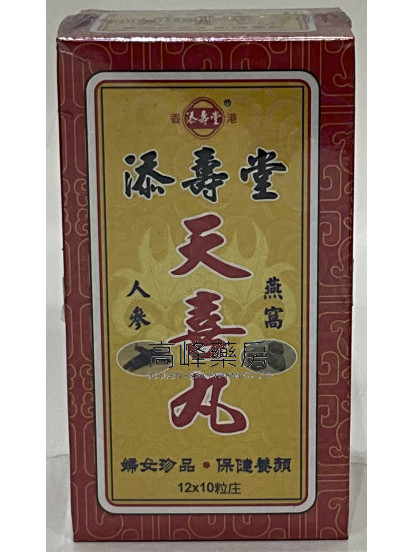 香 添壽堂 港 ®
添壽堂
天喜丸
人參
燕窩
高峰藥房
婦女珍品・保健養顏
12x10粒庄